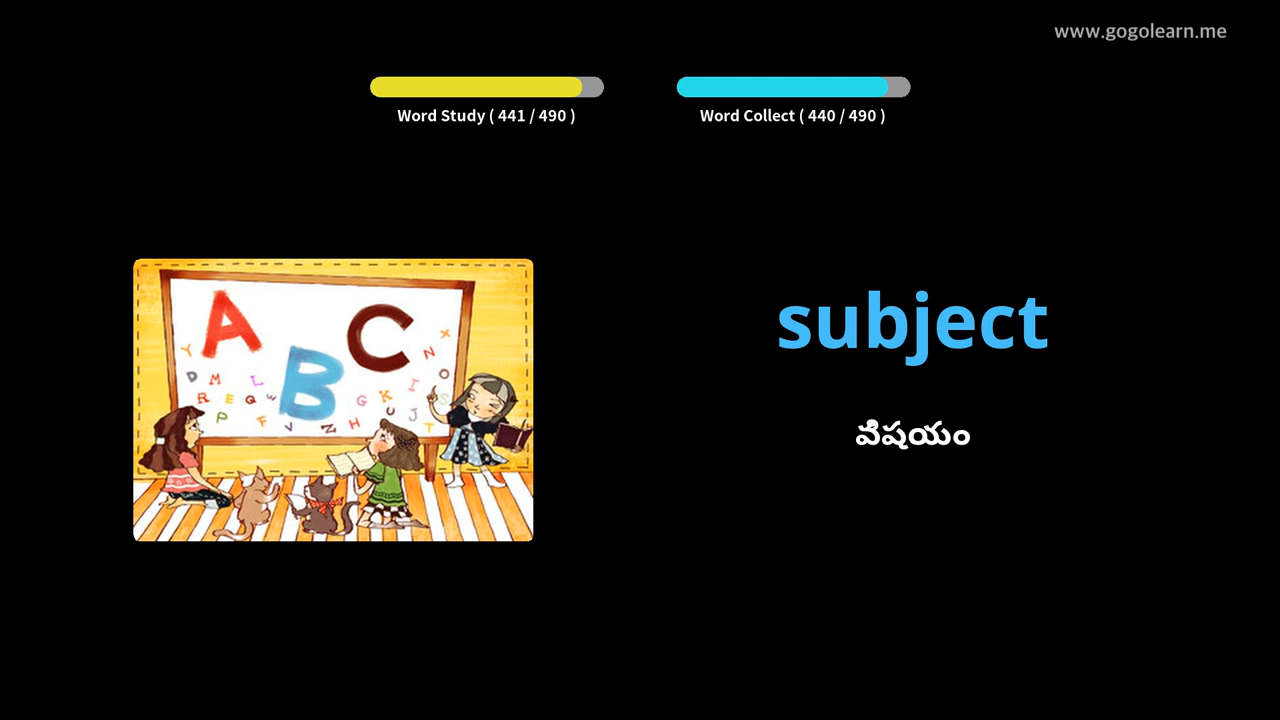 www.gogolearn.me
Word Study ( 441 / 490 )
Word Collect ( 440 / 490 )
A
B
C
Y
X
N
O
D
M
L
I
S
R
E
Q
W
G
K
U
J
P
F
V
Z
H
T
subject
విషయం